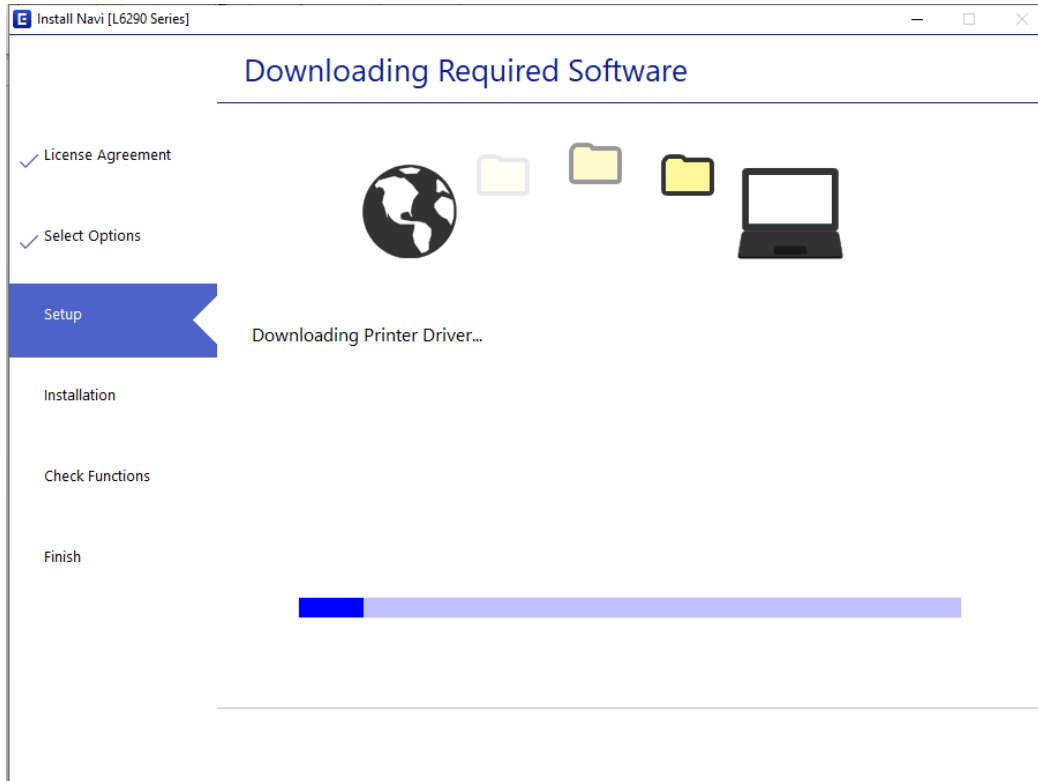 Install Navi [L6290 Series]
Downloading Required Software
License Agreement
Select Options
Setup
Downloading Printer Driver...
Installation
Check Functions
Finish